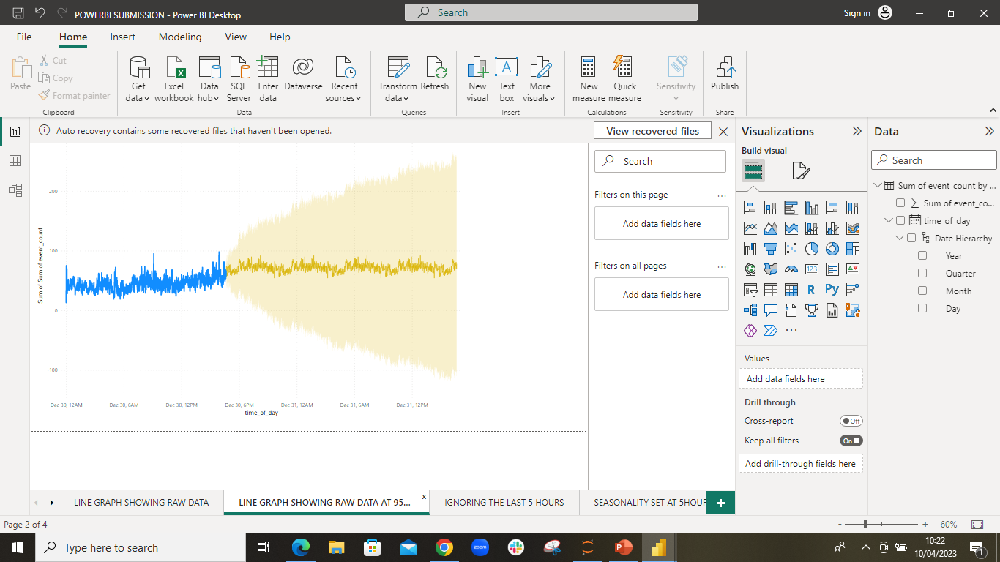 POWERBI SUBMISSION - Power BI Desktop
Search
Sign in
File Home Insert Modeling View Help
Paste
Cut
Copy
Format painter
Clipboard
Get data
Excel workbook
Data hub
SQL Server
Enter data
Dataverse
Recent sources
Data
Transform data
Refresh
Queries
New visual
Text box
More visuals
Insert
New measure
Quick measure
Calculations
Sensitivity
Sensitivity
Publish
Share
Auto recovery contains some recovered files that haven't been opened.
View recovered files
200
100
0
100
Sum of Sum of event_count
Dec 30, 12AM Dec 30, 6AM Dec 30, 12PM Dec 30, 6PM Dec 31, 12AM Dec 31, 6AM Dec 31, 12PM
time_of_day
Search
Filters on this page ...
Add data fields here
Filters on all pages ...
Add data fields here
Visualizations
Build visual
123
R
Py
...
Values
Add data fields here
Drill through
Cross-report Off
Keep all filters On
Add drill-through fields here
Data
Search
Sum of event_count by ...
Σ Sum of event_co...
time_of_day
Date Hierarchy
Year
Quarter
Month
Day
LINE GRAPH SHOWING RAW DATA
LINE GRAPH SHOWING RAW DATA AT 95... x
IGNORING THE LAST 5 HOURS
SEASONALITY SET AT 5HOUR
+
Page 2 of 4
- + 60%
Type here to search
zoom
10:22
10/04/2023
1